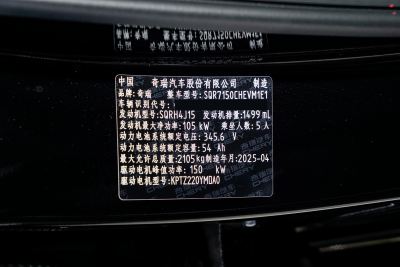 中国 奇瑞汽车股份有限公司 制造
品牌:奇瑞 整车型号:SQR7150CHEVM1E1
车辆识别代号:
发动机型号:SQRH4J15 发动机排量:1499 mL
发动机最大净功率:105 kW 乘坐人数:5人
动力电池系统额定电压:345.6 V
动力电池系统额定容量:54 Ah
最大允许总质量:2105kg 制造年月:2025-04
驱动电机峰值功率:150 kW
驱动电机型号:KPTZ220YMDA0